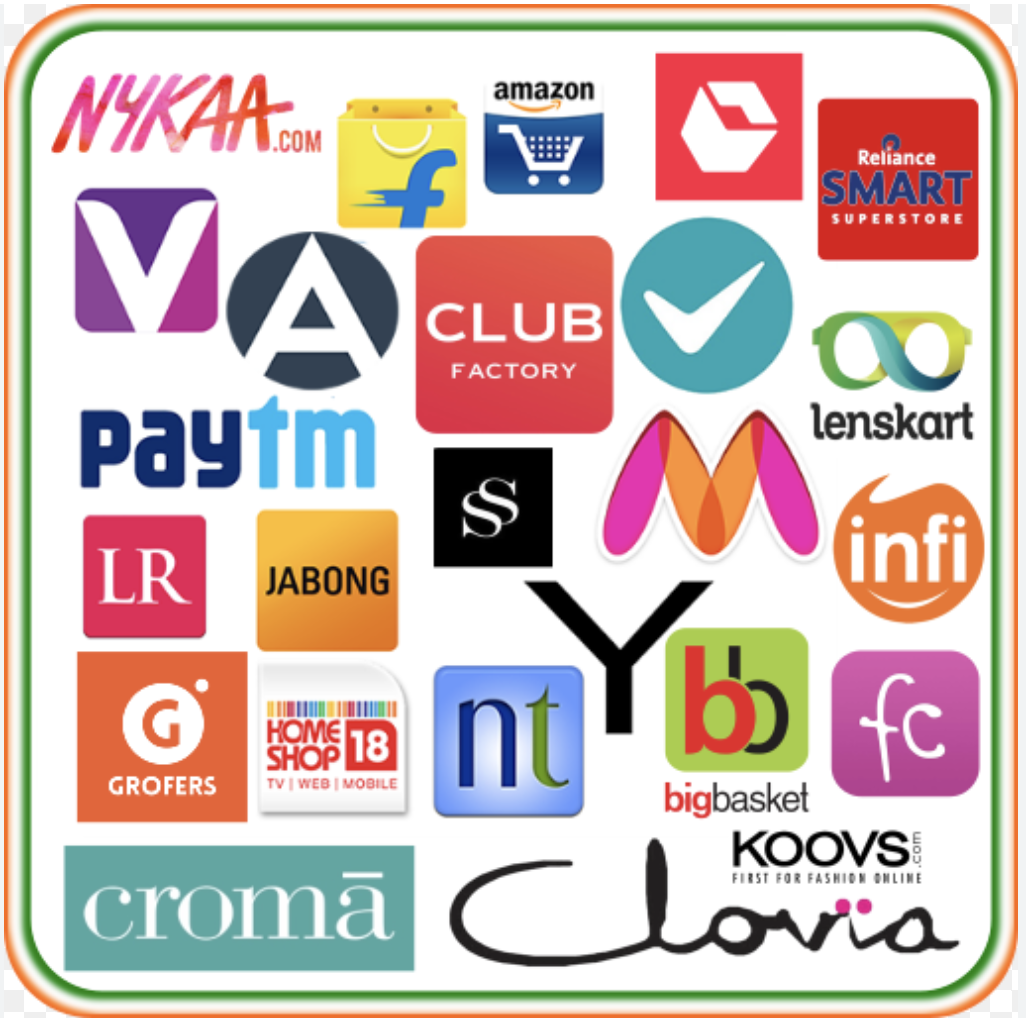 NYKAA.COM
f
amazon
Reliance
SMART
SUPERSTORE
V
A
CLUB
FACTORY
lenskart
paytm
SS
M
infi
LR
JABONG
Y
G
GROFERS
HOME
SHOP 18
TV | WEB | MOBILE
nt
bb
bigbasket
fc
cromā
KOOVS.com
FIRST FOR FASHION ONLINE
Clovia